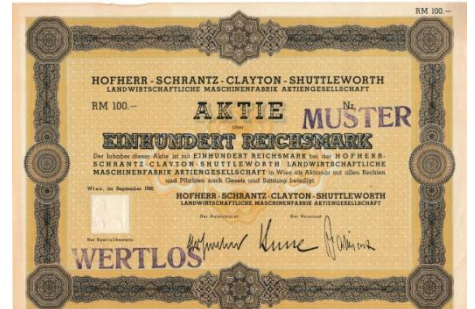 RM 100.—
HOFHERR - SCHRANTZ - CLAYTON - SHUTTLEWORTH
LANDWIRTSCHAFTLICHE MASCHINENFABRIK AKTIENGESELLSCHAFT
RM 100.—
AKTIE
Nr.
MUSTER
über
EINHUNDERT REICHSMARK
Der Inhaber dieser Aktie ist mit EINHUNDERT REICHSMARK bei der HOFHERR-
SCHRANTZ-CLAYTON-SHUTTLEWORTH LANDWIRTSCHAFTLICHE
MASCHINENFABRIK AKTIENGESELLSCHAFT in Wien als Aktionär mit allen Rechten
und Pflichten nach Gesetz und Satzung beteiligt.
Wien, im September
HOFHERR - SCHRANTZ - CLAYTON - SHUTTLEWORTH
LANDWIRTSCHAFTLICHE MASCHINENFABRIK AKTIENGESELLSCHAFT
Der Aufsichtsrat
Der Vorstand
WERTLOS